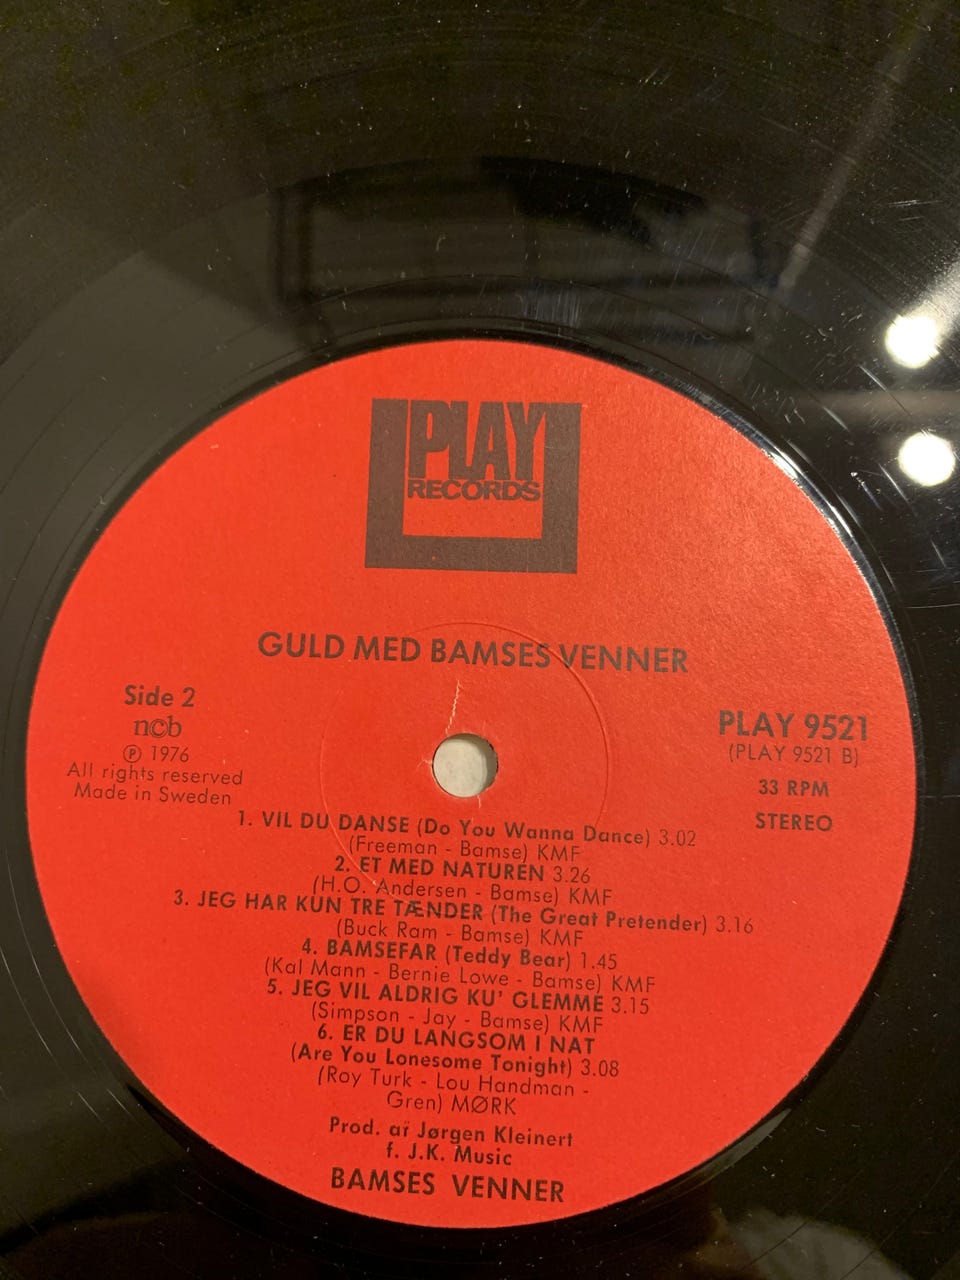 PLAY
RECORDS
GULD MED BAMSES VENNER
Side 2
ncb
Ⓟ 1976
All rights reserved
Made in Sweden
PLAY 9521
(PLAY 9521 B)
33 RPM
STEREO
1. VIL DU DANSE (Do You Wanna Dance) 3.02
(Freeman - Bamse) KMF
2. ET MED NATUREN 3.26
(H.O. Andersen - Bamse) KMF
3. JEG HAR KUN TRE TÆNDER (The Great Pretender) 3.16
(Buck Ram - Bamse) KMF
4. BAMSEFAR (Teddy Bear) 1.45
(Kal Mann - Bernie Lowe - Bamse) KMF
5. JEG VIL ALDRIG KU' GLEMME 3.15
(Simpson - Jay - Bamse) KMF
6. ER DU LANGSOM I NAT
(Are You Lonesome Tonight) 3.08
(Roy Turk - Lou Handman -
Gren) MØRK
Prod. af Jørgen Kleinert
f. J.K. Music
BAMSES VENNER